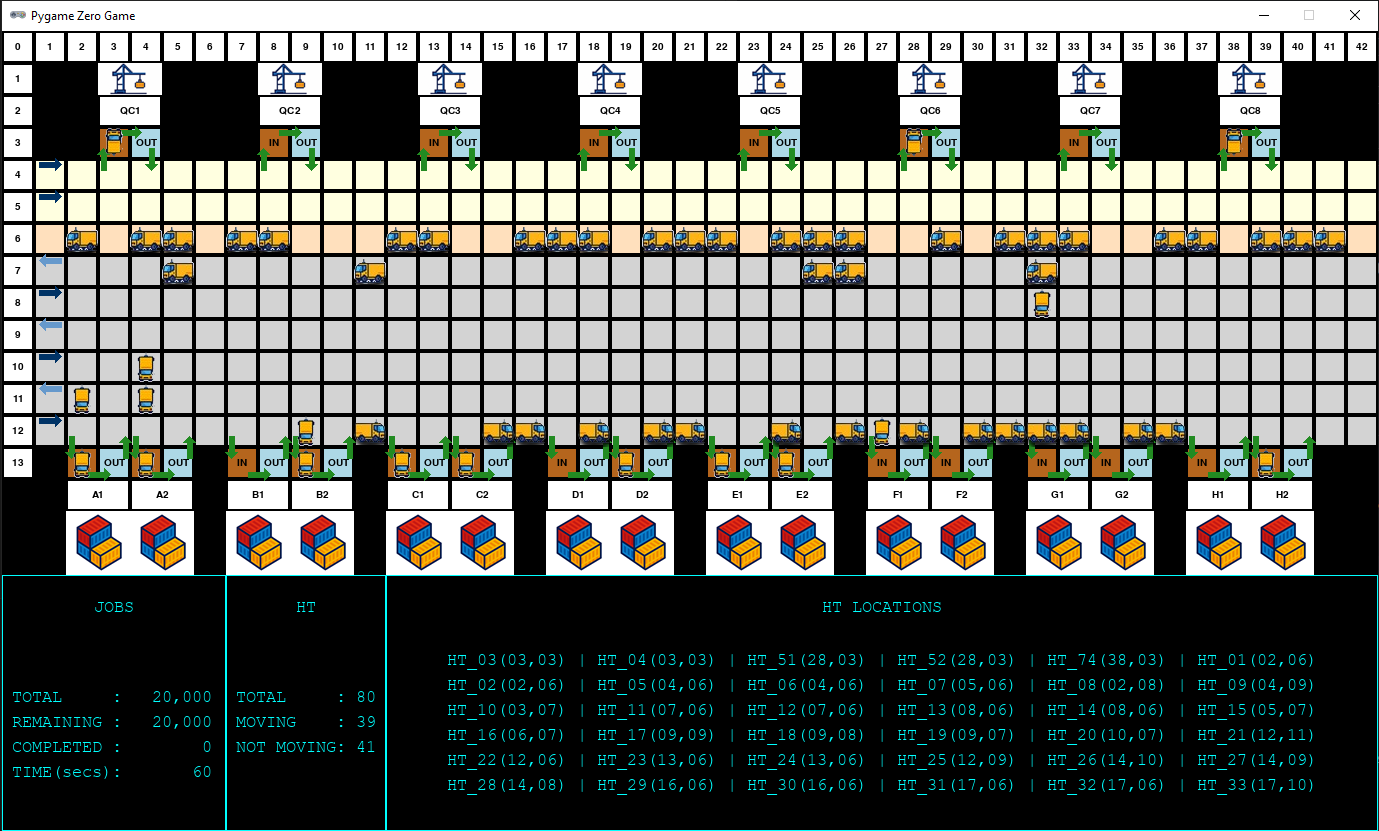 Pygame Zero Game
0 1 2 3 4 5 6 7 8 9 10 11 12 13 14 15 16 17 18 19 20 21 22 23 24 25 26 27 28 29 30 31 32 33 34 35 36 37 38 39 40 41 42
1
2 QC1 QC2 QC3 QC4 QC5 QC6 QC7 QC8
3 OUT IN OUT IN OUT IN OUT IN OUT OUT IN OUT OUT
4
5
6
7
8
9
10
11
12
13 OUT OUT IN OUT OUT OUT OUT IN OUT OUT OUT OUT IN OUT IN OUT IN OUT IN OUT IN OUT OUT
A1 A2 B1 B2 C1 C2 D1 D2 E1 E2 F1 F2 G1 G2 H1 H2
JOBS HT HT LOCATIONS
HT_03(03,03) | HT_04(03,03) | HT_51(28,03) | HT_52(28,03) | HT_74(38,03) | HT_01(02,06)
HT_02(02,06) | HT_05(04,06) | HT_06(04,06) | HT_07(05,06) | HT_08(02,08) | HT_09(04,09)
TOTAL : 20,000 TOTAL : 80
HT_10(03,07) | HT_11(07,06) | HT_12(07,06) | HT_13(08,06) | HT_14(08,06) | HT_15(05,07)
REMAINING : 20,000 MOVING : 39
HT_16(06,07) | HT_17(09,09) | HT_18(09,08) | HT_19(09,07) | HT_20(10,07) | HT_21(12,11)
COMPLETED : 0 NOT MOVING: 41
HT_22(12,06) | HT_23(13,06) | HT_24(13,06) | HT_25(12,09) | HT_26(14,10) | HT_27(14,09)
TIME(secs): 60
HT_28(14,08) | HT_29(16,06) | HT_30(16,06) | HT_31(17,06) | HT_32(17,06) | HT_33(17,10)